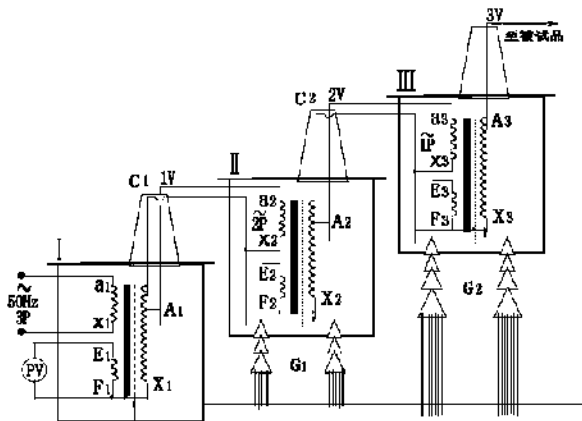 3V
至被试品
III
C2
2V
a3
A3
1P
x3
E3
F3
X3
II
C1
1V
a2
2P
A2
x2
E2
F2
X2
G2
G1
I
a1
50Hz
3P
x1
A1
E1
PV
F1
X1